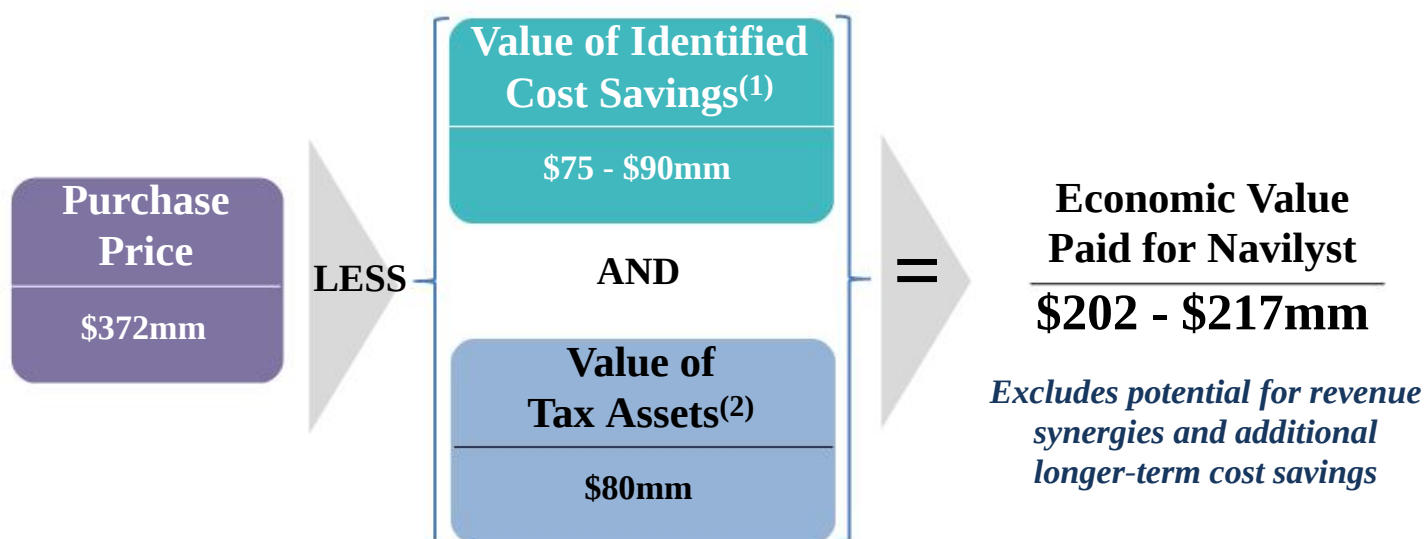 Purchase
Price
$372mm
LESS
Value of Identified
Cost Savings(1)
$75 - $90mm
AND
Value of
Tax Assets(2)
$80mm
=
Economic Value
Paid for Navilyst
$202 - $217mm
Excludes potential for revenue
synergies and additional
longer-term cost savings